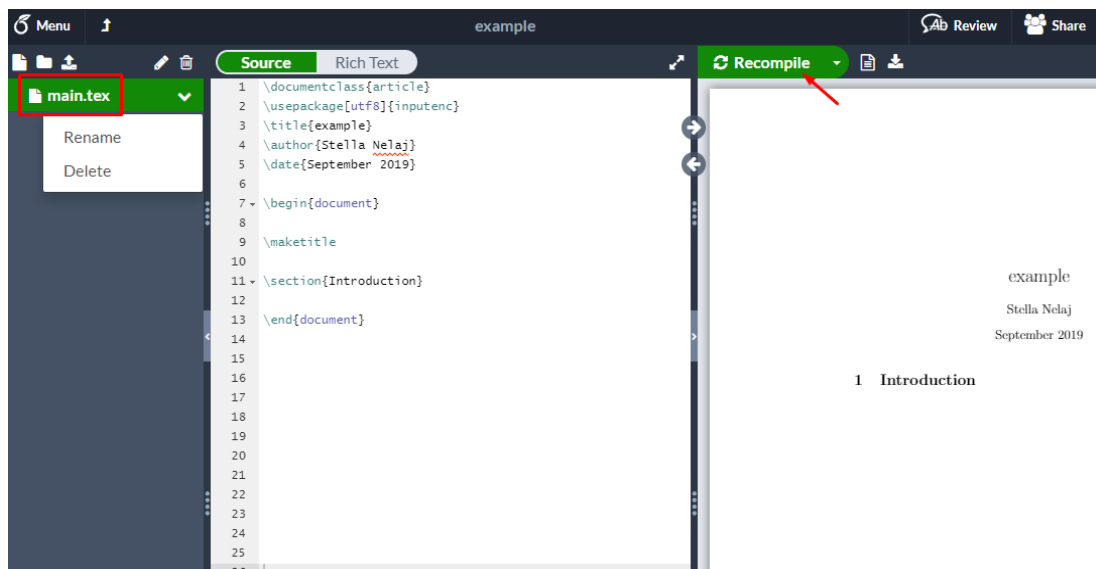 Menu
example
Ab Review
Share
Source
Rich Text
Recompile
main.tex
Rename
Delete
1 \documentclass{article}
2 \usepackage[utf8]{inputenc}
3 \title{example}
4 \author{Stella Nelaj}
5 \date{September 2019}
6
7 \begin{document}
8
9 \maketitle
10
11 \section{Introduction}
12
13 \end{document}
14
15
16
17
18
19
20
21
22
23
24
25
example
Stella Nelaj
September 2019
1 Introduction